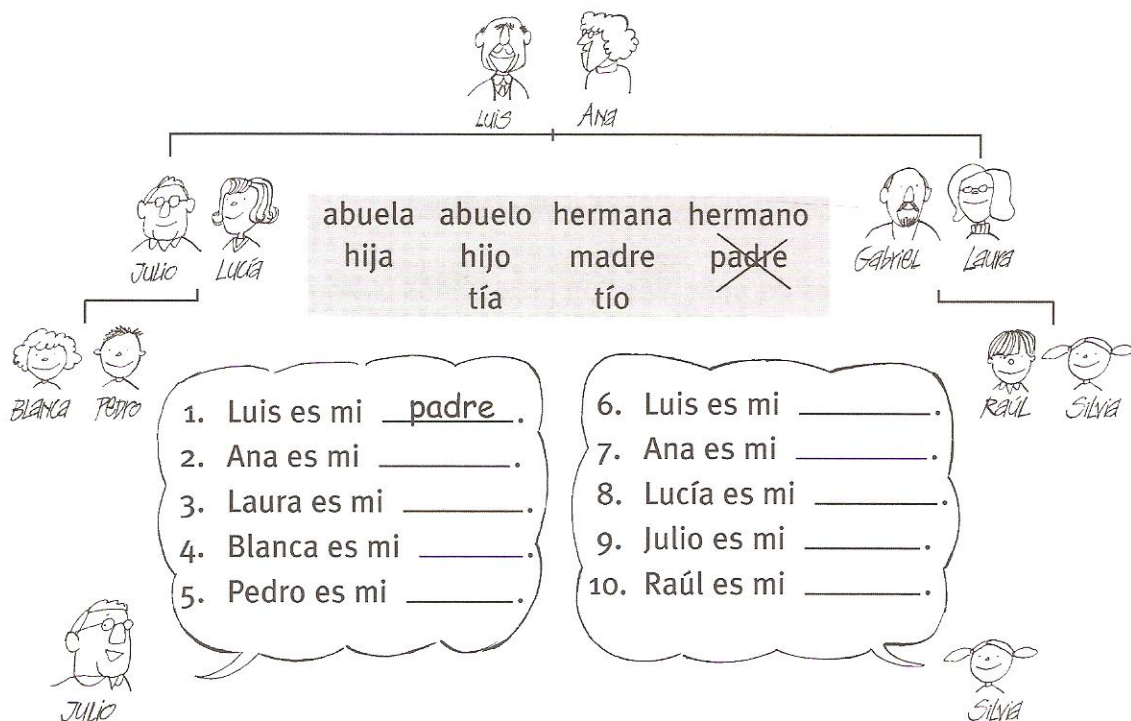 Luis Ana
abuela abuelo hermana hermano
hija hijo madre padre
tía tío
Julio Lucía
Gabriel Laura
Blanca Pedro
Raúl Silvia
1. Luis es mi padre.
2. Ana es mi ________.
3. Laura es mi ________.
4. Blanca es mi ________.
5. Pedro es mi ________.
6. Luis es mi ________.
7. Ana es mi ________.
8. Lucía es mi ________.
9. Julio es mi ________.
10. Raúl es mi ________.
Julio
Silvia